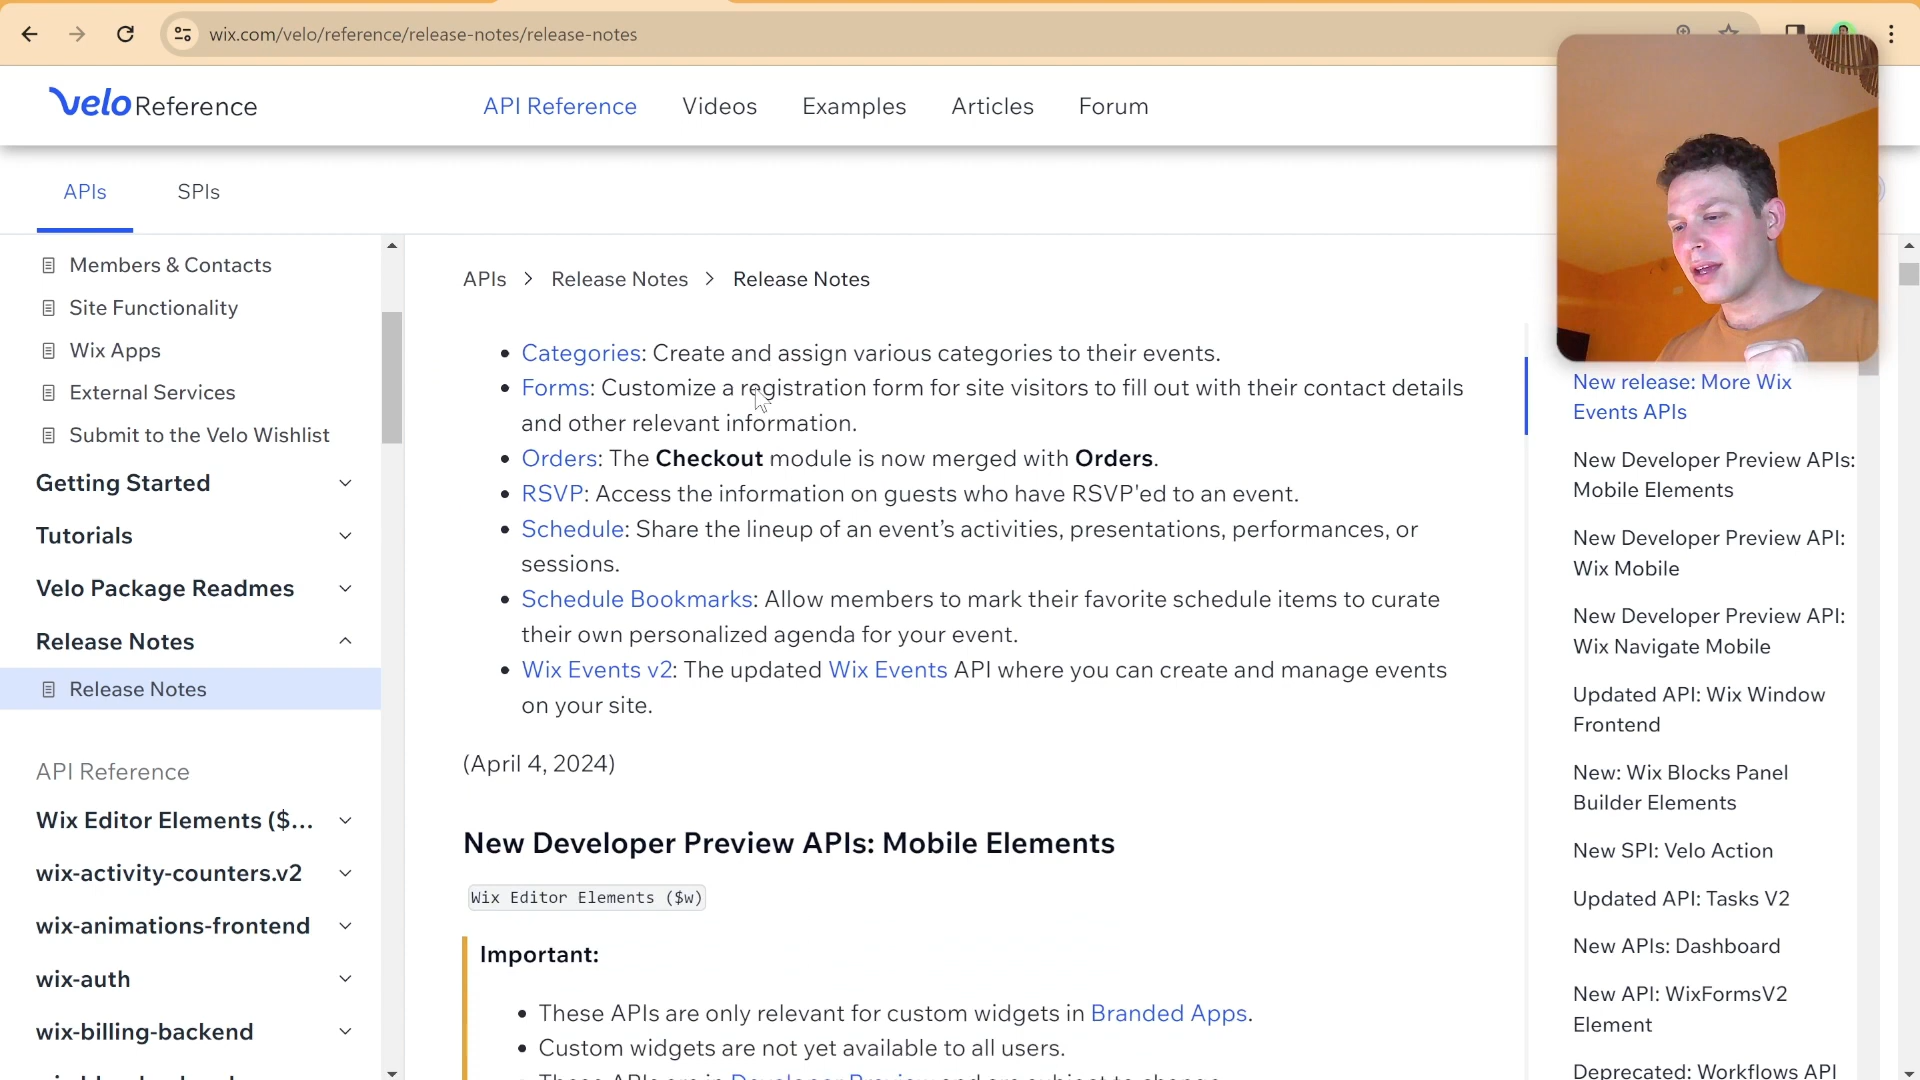 wix.com/velo/reference/release-notes/release-notes
velo Reference
API Reference
Videos
Examples
Articles
Forum
APIs
SPIs
Members & Contacts
Site Functionality
Wix Apps
External Services
Submit to the Velo Wishlist
Getting Started
Tutorials
Velo Package Readmes
Release Notes
Release Notes
API Reference
Wix Editor Elements ($...
wix-activity-counters.v2
wix-animations-frontend
wix-auth
wix-billing-backend
APIs > Release Notes > Release Notes
• Categories: Create and assign various categories to their events.
• Forms: Customize a registration form for site visitors to fill out with their contact details
and other relevant information.
• Orders: The Checkout module is now merged with Orders.
• RSVP: Access the information on guests who have RSVP'ed to an event.
• Schedule: Share the lineup of an event’s activities, presentations, performances, or
sessions.
• Schedule Bookmarks: Allow members to mark their favorite schedule items to curate
their own personalized agenda for your event.
• Wix Events v2: The updated Wix Events API where you can create and manage events
on your site.
(April 4, 2024)
New Developer Preview APIs: Mobile Elements
Wix Editor Elements ($w)
Important:
• These APIs are only relevant for custom widgets in Branded Apps.
• Custom widgets are not yet available to all users.
• These APIs are in Developer Preview and are subject to change.
New release: More Wix
Events APIs
New Developer Preview APIs:
Mobile Elements
New Developer Preview API:
Wix Mobile
New Developer Preview API:
Wix Navigate Mobile
Updated API: Wix Window
Frontend
New: Wix Blocks Panel
Builder Elements
New SPI: Velo Action
Updated API: Tasks V2
New APIs: Dashboard
New API: WixFormsV2
Element
Deprecated: Workflows API